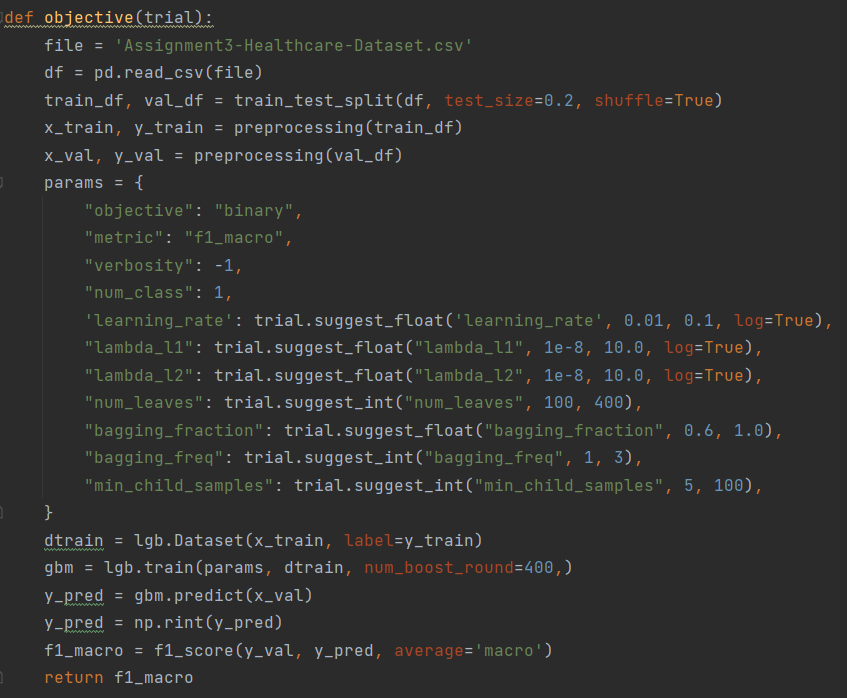 def objective(trial):
    file = 'Assignment3-Healthcare-Dataset.csv'
    df = pd.read_csv(file)
    train_df, val_df = train_test_split(df, test_size=0.2, shuffle=True)
    x_train, y_train = preprocessing(train_df)
    x_val, y_val = preprocessing(val_df)
    params = {
        "objective": "binary",
        "metric": "f1_macro",
        "verbosity": -1,
        "num_class": 1,
        'learning_rate': trial.suggest_float('learning_rate', 0.01, 0.1, log=True),
        "lambda_l1": trial.suggest_float("lambda_l1", 1e-8, 10.0, log=True),
        "lambda_l2": trial.suggest_float("lambda_l2", 1e-8, 10.0, log=True),
        "num_leaves": trial.suggest_int("num_leaves", 100, 400),
        "bagging_fraction": trial.suggest_float("bagging_fraction", 0.6, 1.0),
        "bagging_freq": trial.suggest_int("bagging_freq", 1, 3),
        "min_child_samples": trial.suggest_int("min_child_samples", 5, 100),
    }
    dtrain = lgb.Dataset(x_train, label=y_train)
    gbm = lgb.train(params, dtrain, num_boost_round=400,)
    y_pred = gbm.predict(x_val)
    y_pred = np.rint(y_pred)
    f1_macro = f1_score(y_val, y_pred, average='macro')
    return f1_macro